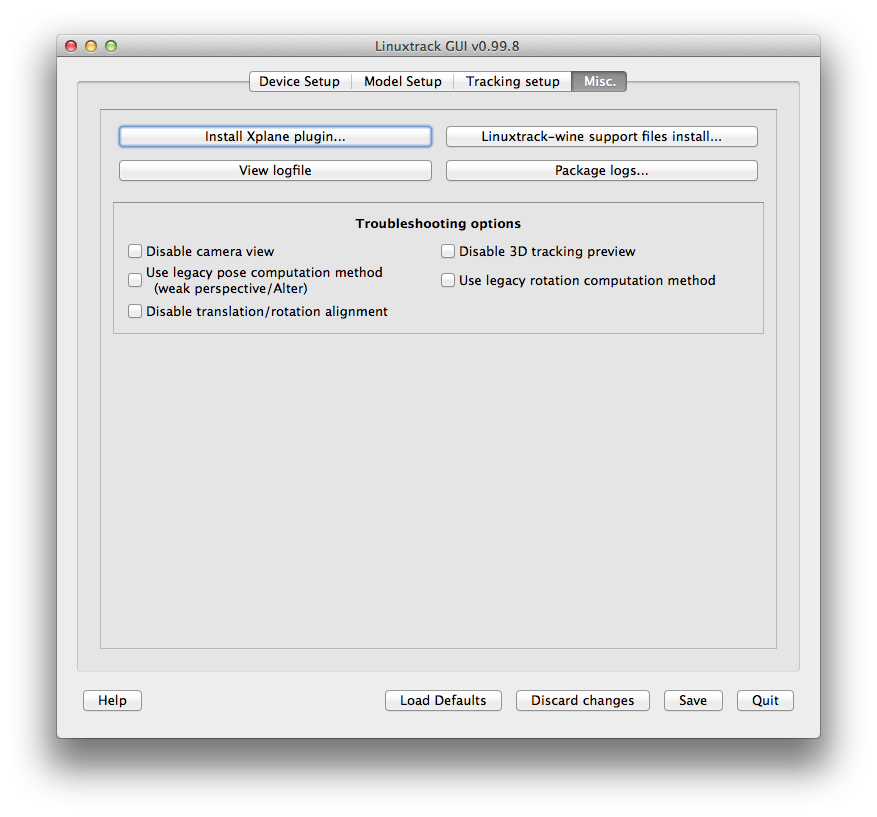 Linuxtrack GUI v0.99.8
Device Setup
Model Setup
Tracking setup
Misc.
Install Xplane plugin...
Linuxtrack-wine support files install...
View logfile
Package logs...
Troubleshooting options
Disable camera view
Disable 3D tracking preview
Use legacy pose computation method
(weak perspective/Alter)
Use legacy rotation computation method
Disable translation/rotation alignment
Help
Load Defaults
Discard changes
Save
Quit